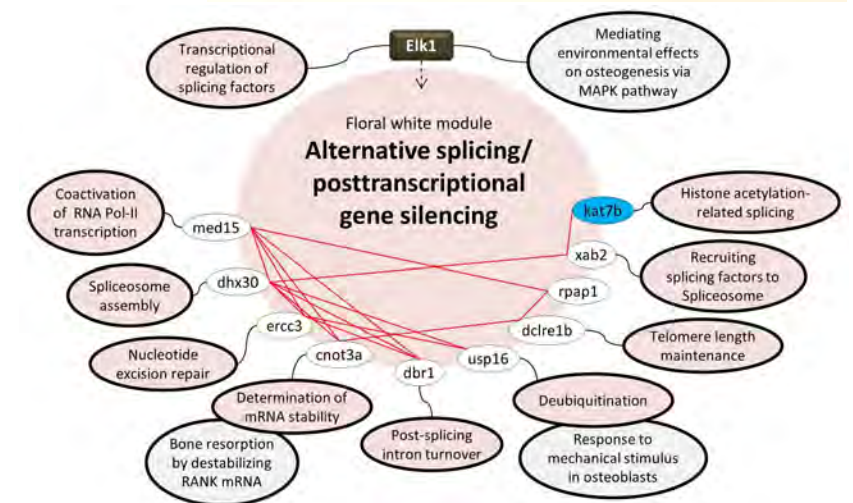 Elk1
Transcriptional
regulation of
splicing factors
Mediating
environmental effects
on osteogenesis via
MAPK pathway
Floral white module
Alternative splicing/
posttranscriptional
gene silencing
Coactivation
of RNA Pol-II
transcription
med15
kat7b
Histone acetylation-
related splicing
dhx30
xab2
Spliceosome
assembly
Recruiting
splicing factors to
Spliceosome
rpap1
ercc3
dclre1b
Nucleotide
excision repair
Telomere length
maintenance
cnot3a
dbr1
usp16
Determination of
mRNA stability
Deubiquitination
Bone resorption
by destabilizing
RANK mRNA
Post-splicing
intron turnover
Response to
mechanical stimulus
in osteoblasts